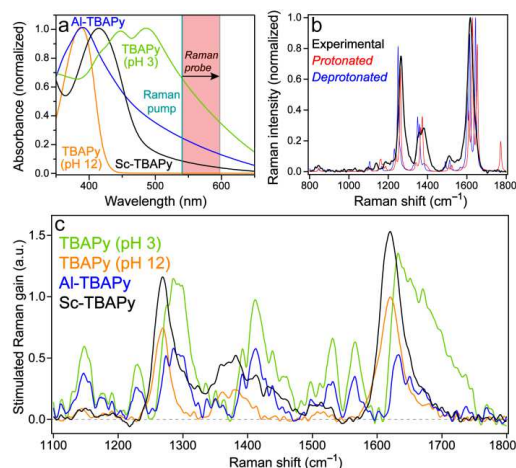 a
Al-TBAPy
TBAPy
(pH 3)
Raman
probe
Raman
pump
TBAPy
(pH 12)
Sc-TBAPy
Absorbance (normalized)
1.0
0.8
0.6
0.4
0.2
0.0
400
500
600
Wavelength (nm)
b
Experimental
Protonated
Deprotonated
Raman intensity (normalized)
1.0
0.8
0.6
0.4
0.2
0.0
800 1000 1200 1400 1600 1800
Raman shift (cm⁻¹)
c
TBAPy (pH 3)
TBAPy (pH 12)
Al-TBAPy
Sc-TBAPy
Stimulated Raman gain (a.u.)
1.5
1.0
0.5
0.0
1100 1200 1300 1400 1500 1600 1700 1800
Raman shift (cm⁻¹)